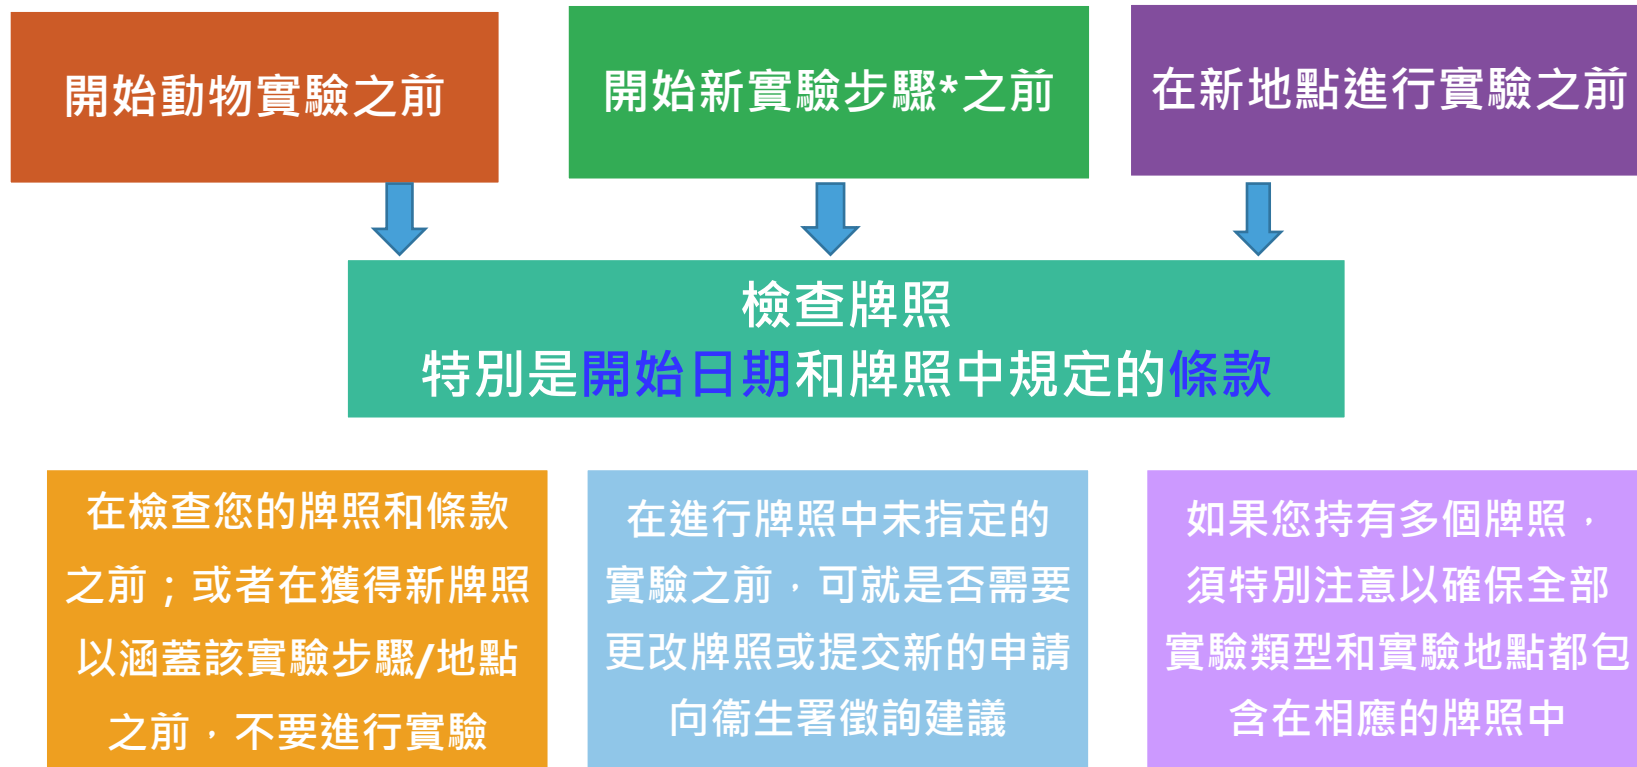 開始動物實驗之前
開始新實驗步驟*之前
在新地點進行實驗之前
檢查牌照
特別是開始日期和牌照中規定的條款
在檢查您的牌照和條款
之前；或者在獲得新牌照
以涵蓋該實驗步驟/地點
之前，不要進行實驗
在進行牌照中未指定的
實驗之前，可就是否需要
更改牌照或提交新的申請
向衞生署徵詢建議
如果您持有多個牌照，
須特別注意以確保全部
實驗類型和實驗地點都包
含在相應的牌照中